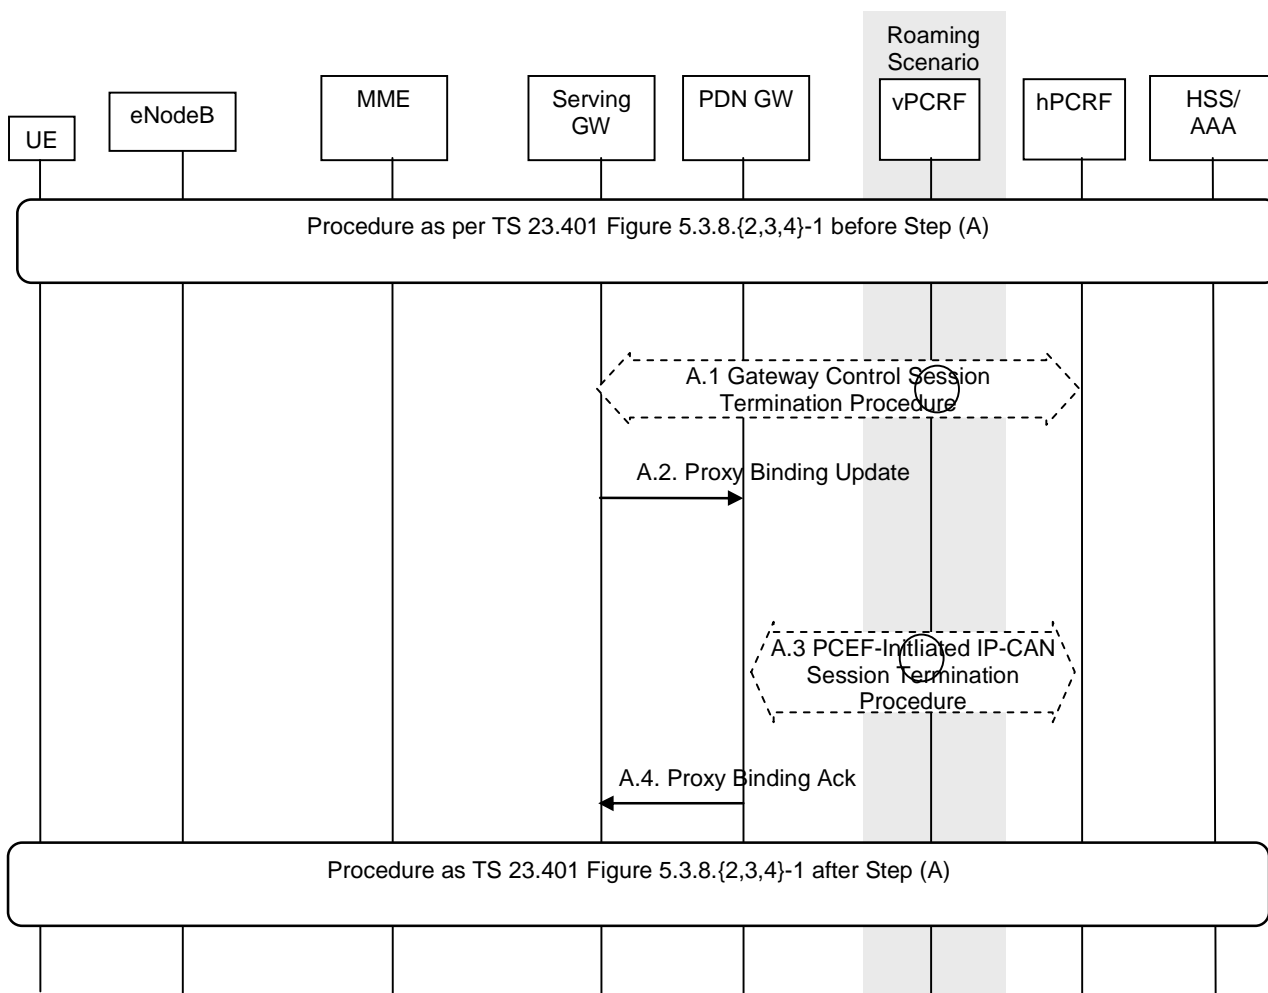 Roaming
Scenario
UE
eNodeB
MME
Serving
GW
PDN GW
vPCRF
hPCRF
HSS/
AAA
Procedure as per TS 23.401 Figure 5.3.8.{2,3,4}-1 before Step (A)
A.1 Gateway Control Session
Termination Procedure
A.2. Proxy Binding Update
A.3 PCEF-Initliated IP-CAN
Session Termination
Procedure
A.4. Proxy Binding Ack
Procedure as TS 23.401 Figure 5.3.8.{2,3,4}-1 after Step (A)